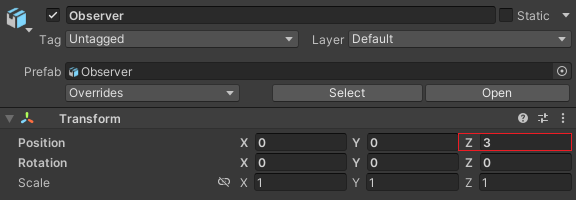 Observer Static
Tag Untagged Layer Default
Prefab Observer
Overrides Select Open
Transform
Position X 0 Y 0 Z 3
Rotation X 0 Y 0 Z 0
Scale X 1 Y 1 Z 1